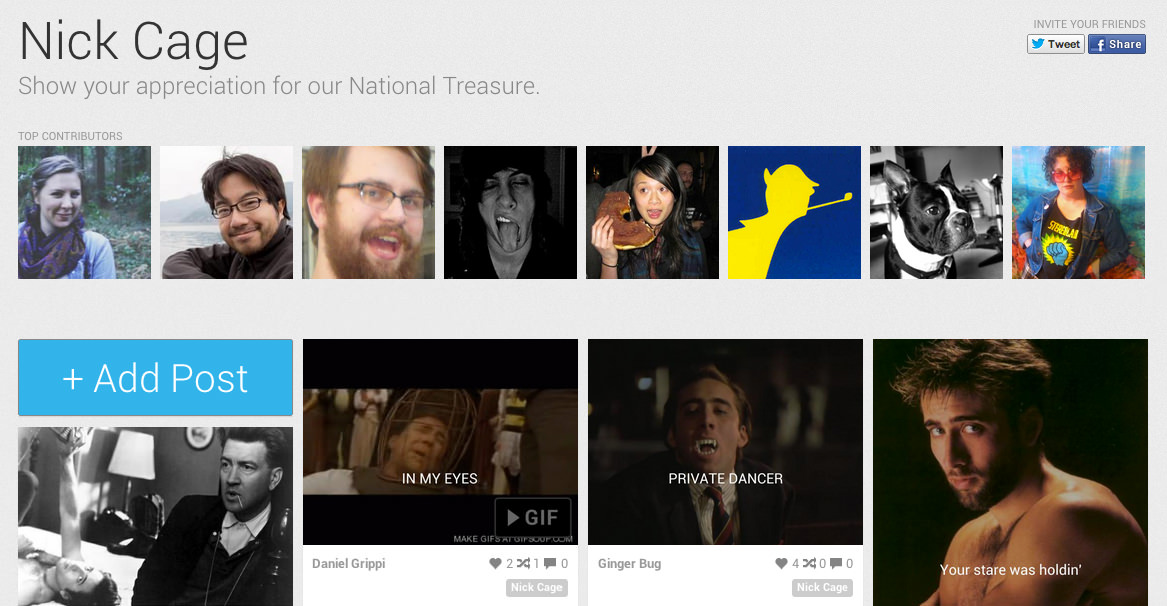 Nick Cage
INVITE YOUR FRIENDS
Tweet
Share
Show your appreciation for our National Treasure.
TOP CONTRIBUTORS
STEREOLAB
+ Add Post
IN MY EYES
GIF
MAKE GIFS AT GIFSOUP.COM
PRIVATE DANCER
Your stare was holdin'
Daniel Grippi
2 1 0
Nick Cage
Ginger Bug
4 0 0
Nick Cage